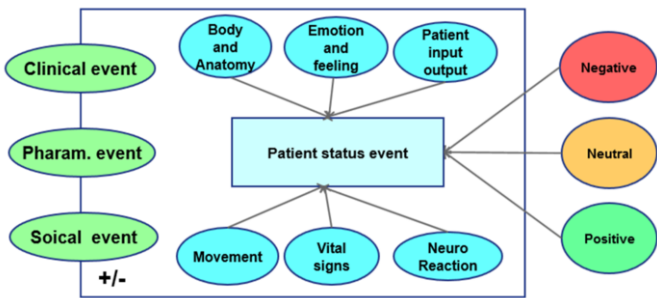 Body
and
Anatomy
Emotion
and
feeling
Patient
input
output
Clinical event
Negative
Pharam. event
Patient status event
Neutral
Soical  event
Movement
Vital
signs
Neuro
Reaction
Positive
+/-